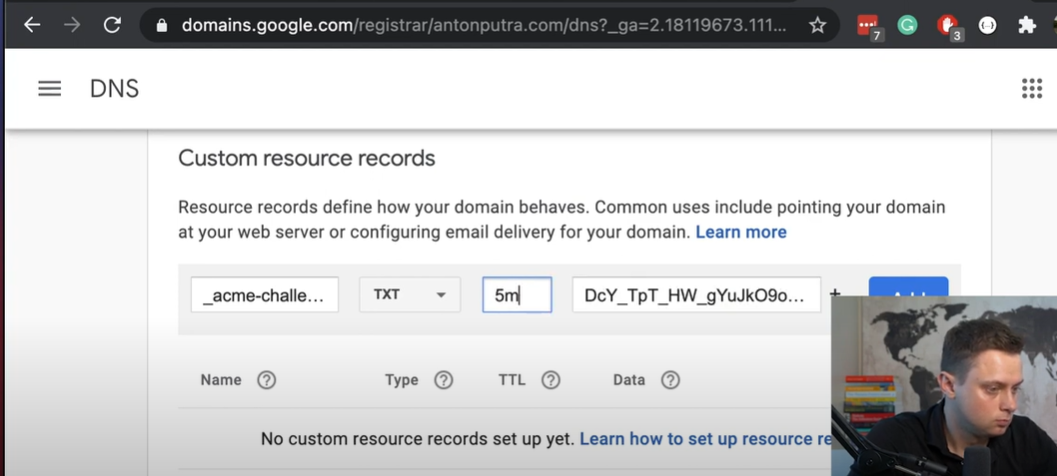 domains.google.com/registrar/antonputra.com/dns?_ga=2.18119673.111...
7
3
DNS
Custom resource records
Resource records define how your domain behaves. Common uses include pointing your domain
at your web server or configuring email delivery for your domain. Learn more
_acme-challe... TXT 5m DcY_TpT_HW_gYuJkO9o... +
Name Type TTL Data
No custom resource records set up yet. Learn how to set up resource re